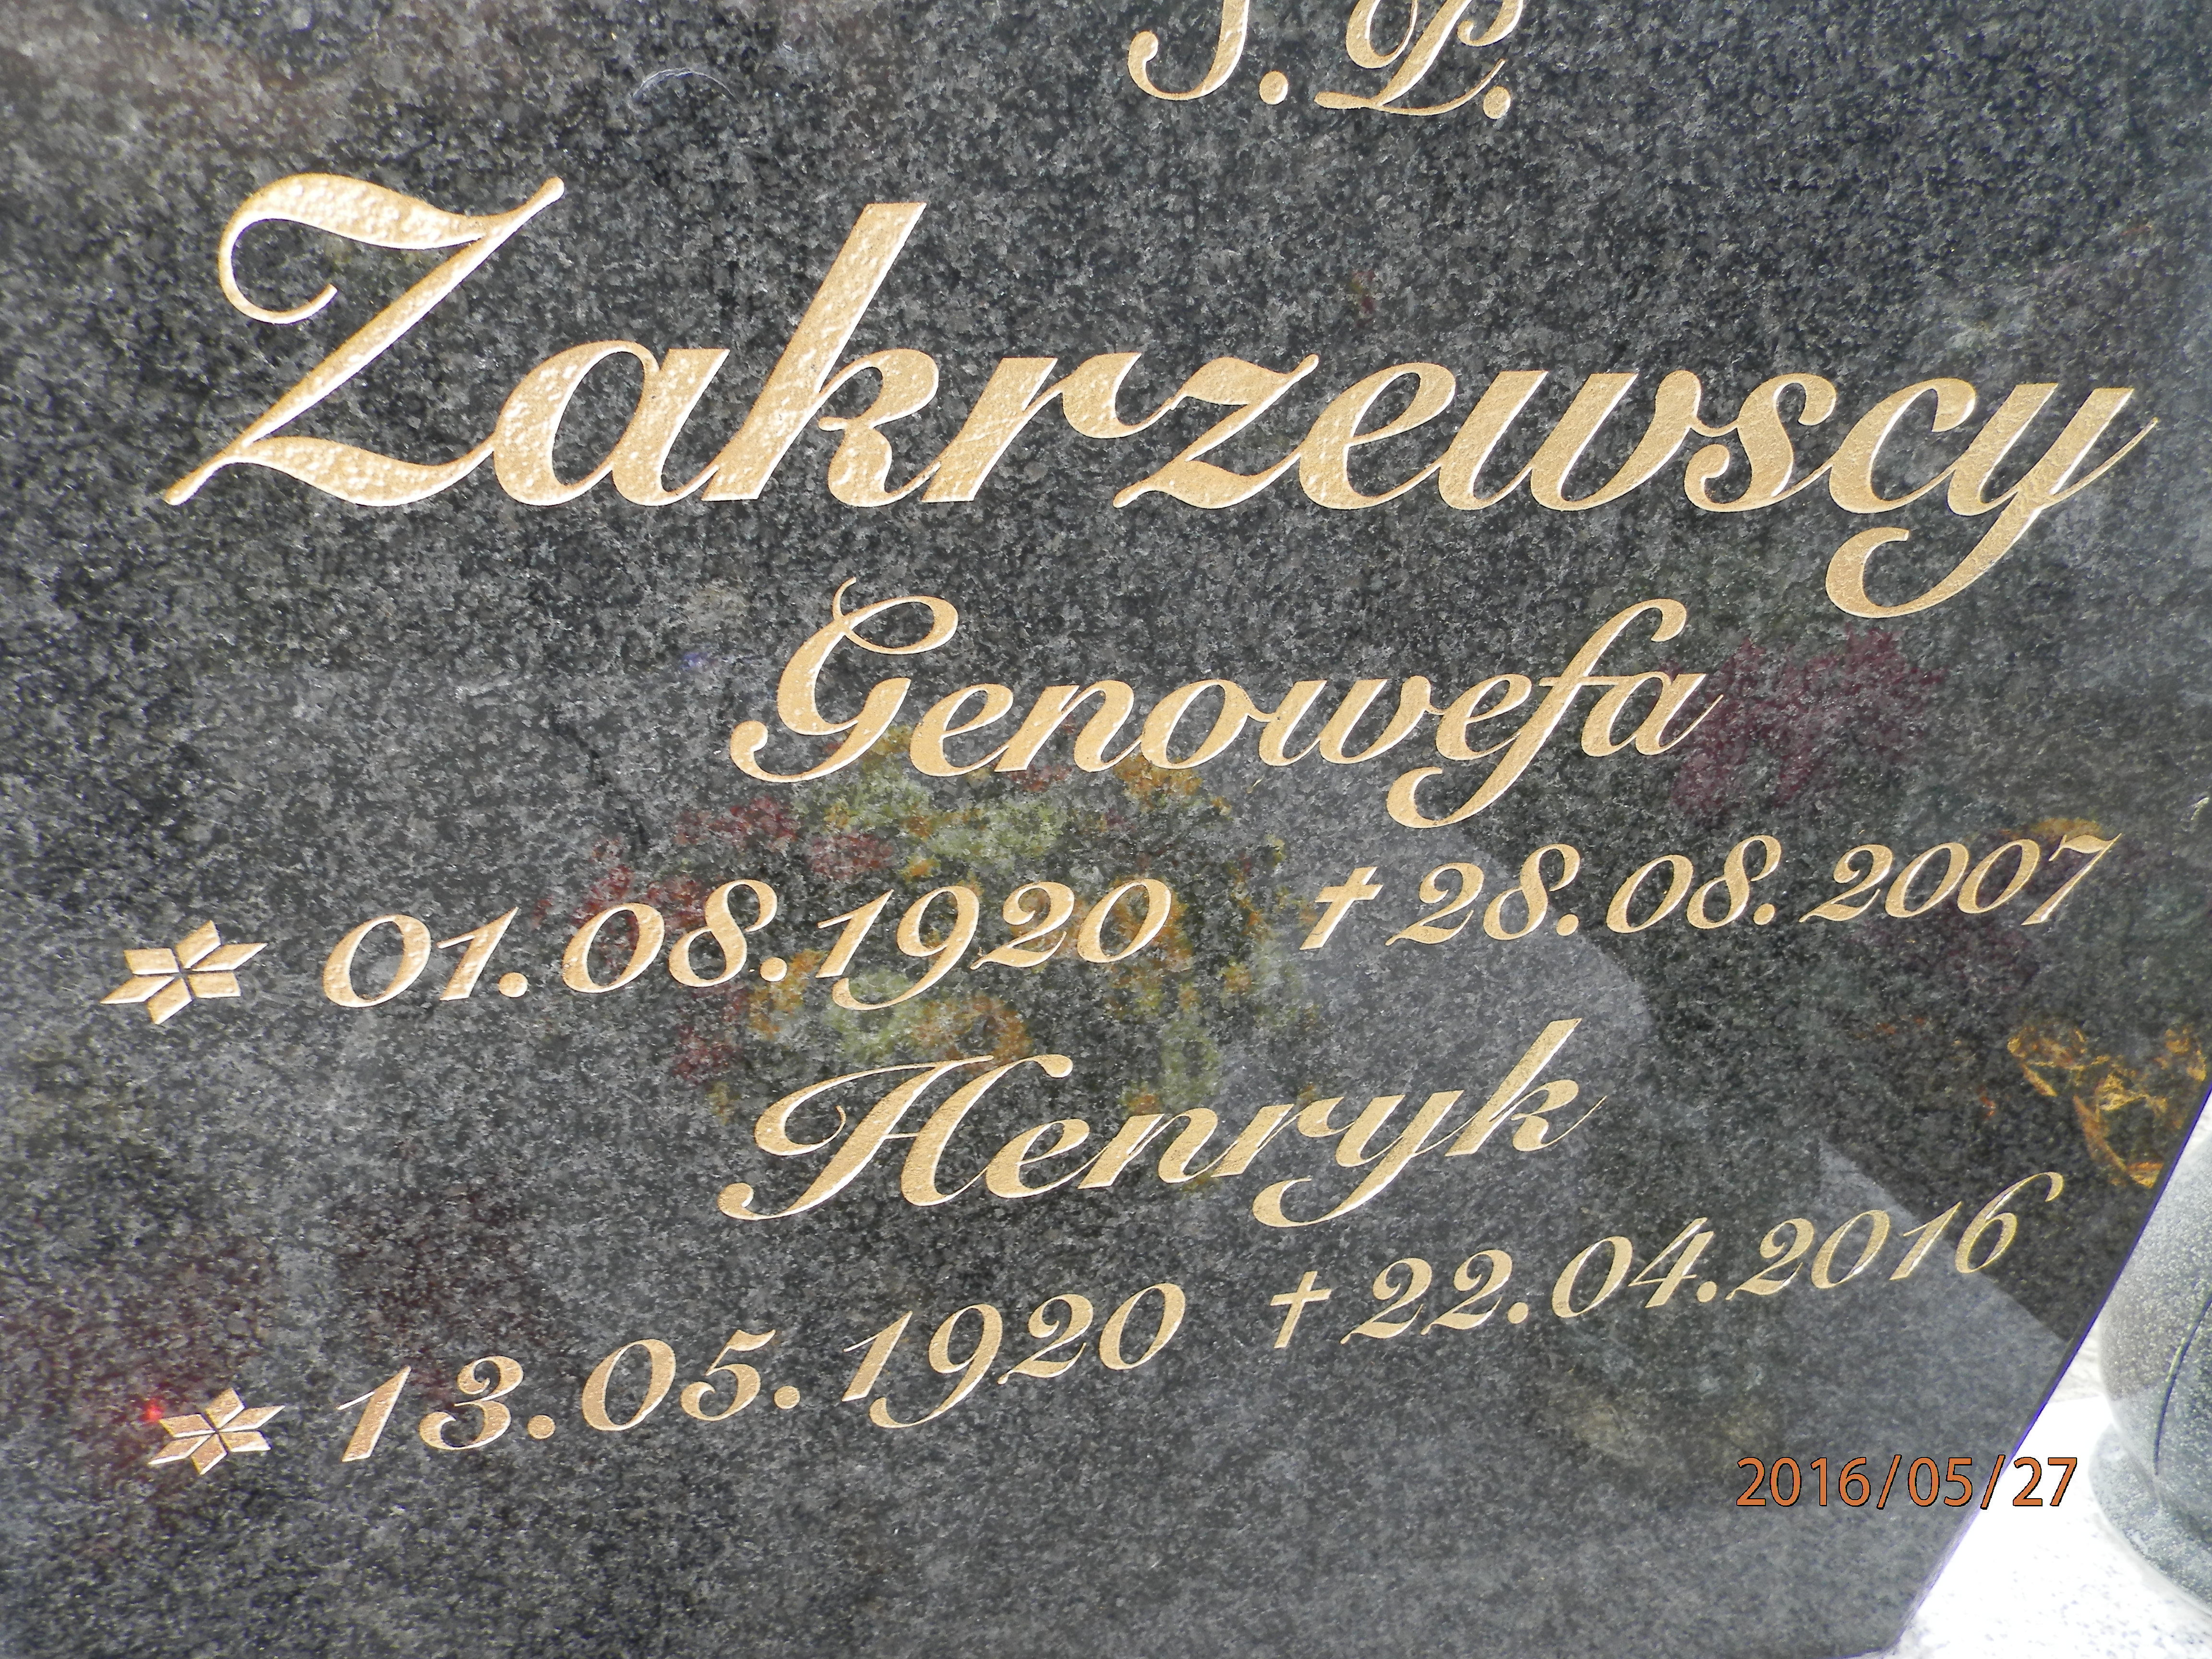 Ś.P.
Zakrzewscy
Genowefa
01.08.1920 † 28.08.2007
Henryk
13.05.1920 † 22.04.2016
2016/05/27